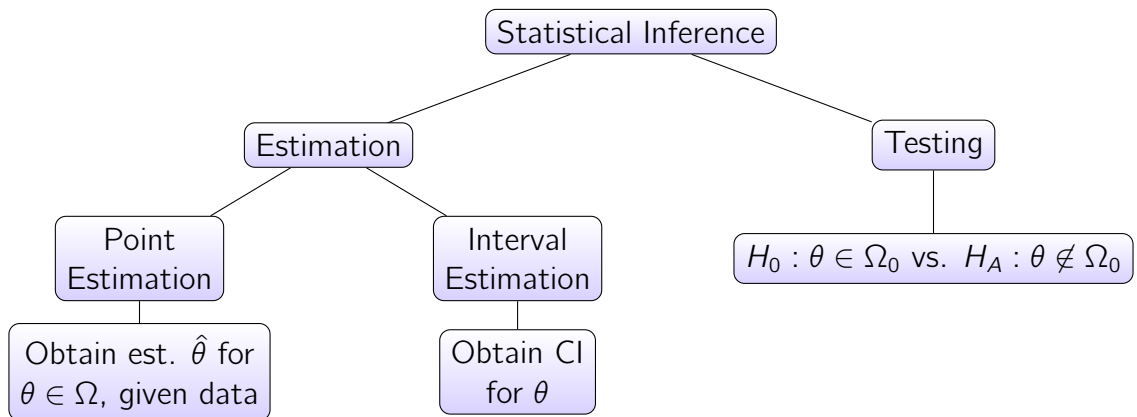 Statistical Inference
Estimation
Testing
Point
Estimation
Interval
Estimation
H₀ : θ ∈ Ω₀ vs. H_A : θ ∉ Ω₀
Obtain est. θ̂ for
θ ∈ Ω, given data
Obtain CI
for θ